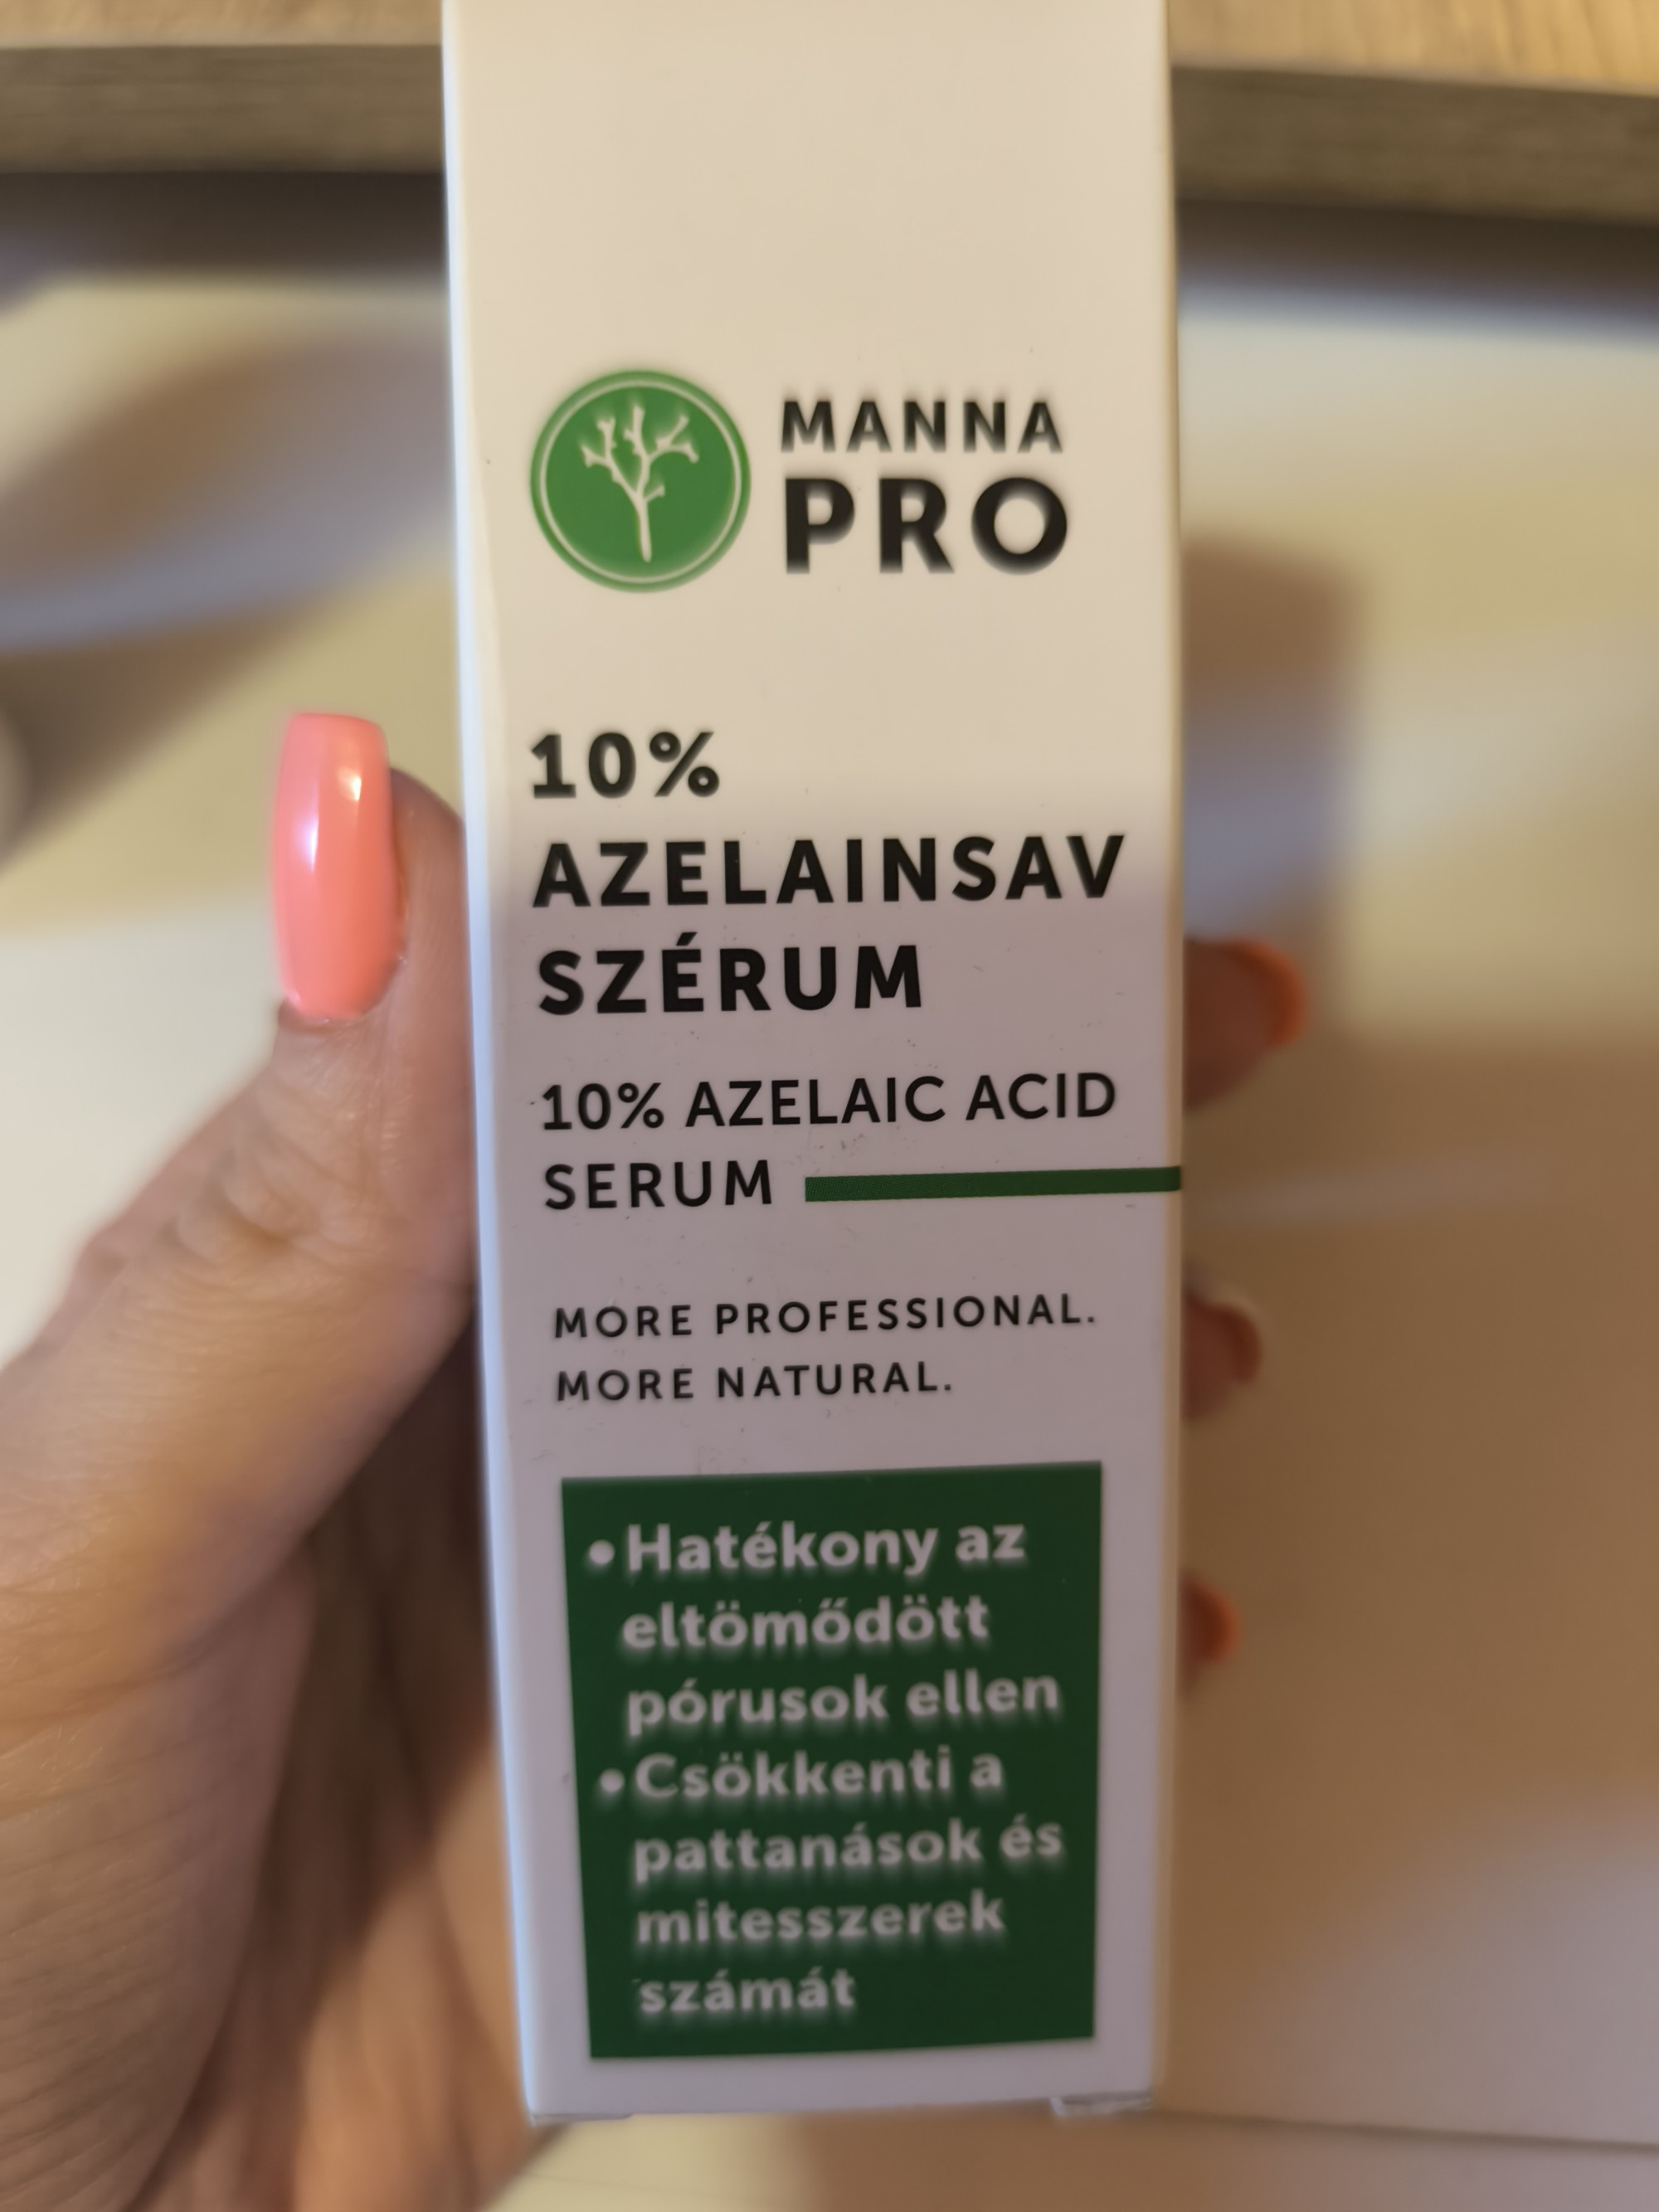 MANNA
PRO
10%
AZELAINSAV
SZÉRUM
10% AZELAIC ACID
SERUM
MORE PROFESSIONAL.
MORE NATURAL.
• Hatékony az
eltömődött
pórusok ellen
• Csökkenti a
pattanások és
mitesszerek
számát